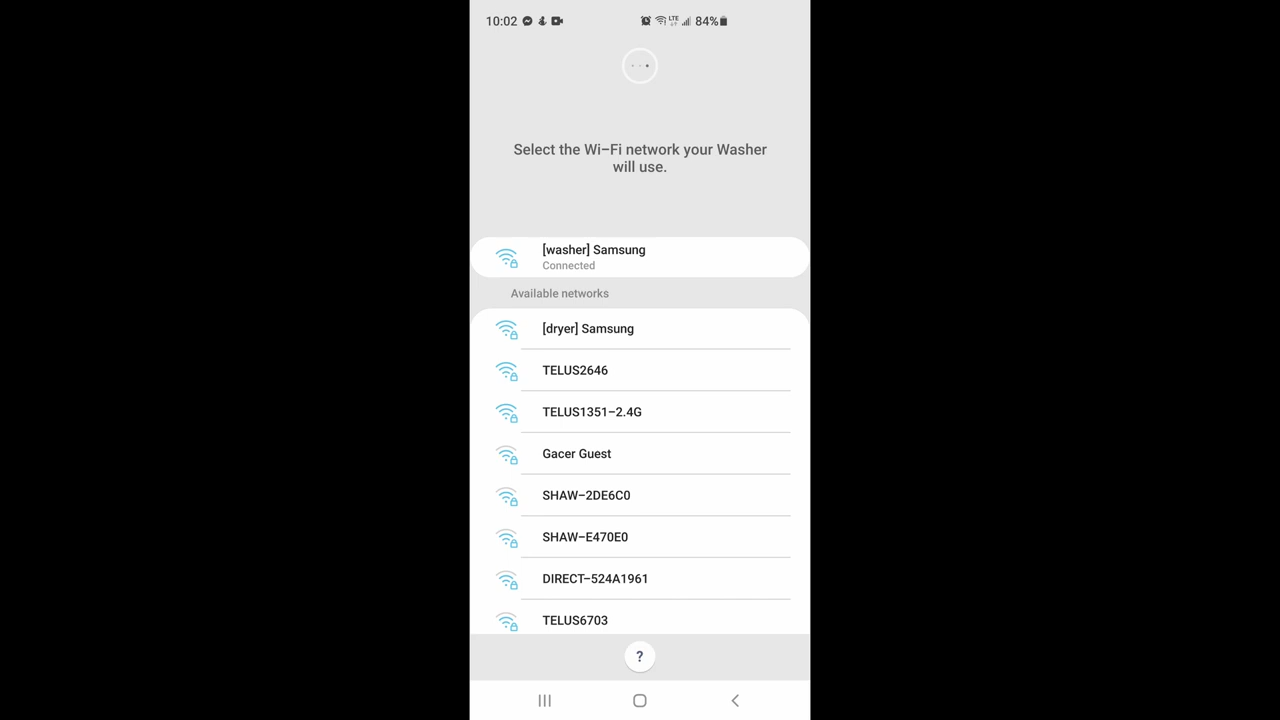 10:02 LTE 84%
Select the Wi-Fi network your Washer
will use.
[washer] Samsung
Connected
Available networks
[dryer] Samsung
TELUS2646
TELUS1351-2.4G
Gacer Guest
SHAW-2DE6C0
SHAW-E470E0
DIRECT-524A1961
TELUS6703
?